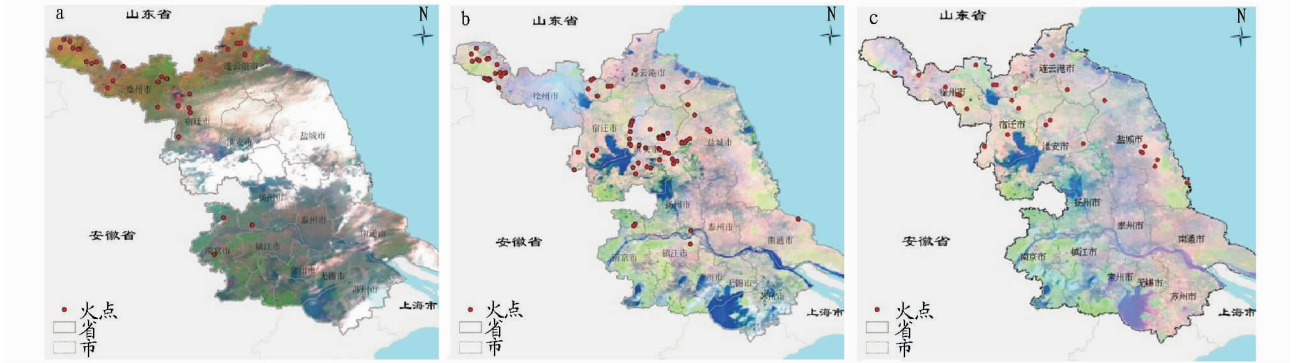 a
山东省
N
连云港市
徐州市
宿迁市
淮安市
盐城市
扬州市
泰州市
南通市
安徽省
南京市
镇江市
常州市
无锡市
苏州市
上海市
火点
省
市
b
山东省
N
连云港市
徐州市
宿迁市
淮安市
盐城市
扬州市
泰州市
南通市
安徽省
南京市
镇江市
常州市
无锡市
苏州市
上海市
火点
省
市
c
山东省
N
连云港市
徐州市
宿迁市
淮安市
盐城市
扬州市
泰州市
南通市
安徽省
南京市
镇江市
常州市
无锡市
苏州市
上海市
火点
省
市